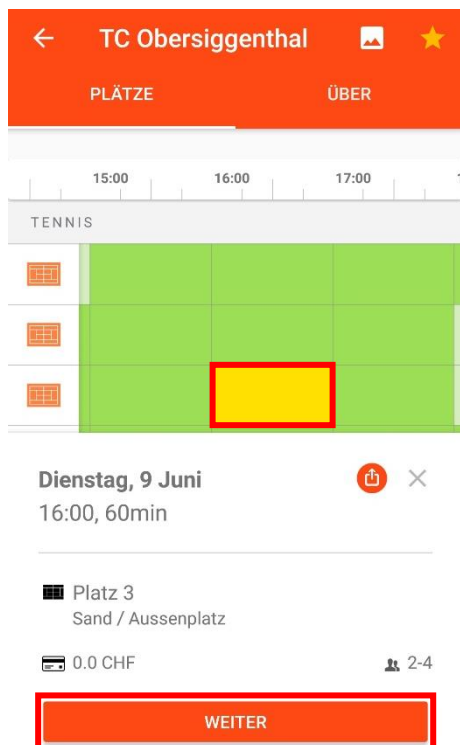 TC Obersiggenthal
PLÄTZE ÜBER
15:00 16:00 17:00
TENNIS
Dienstag, 9 Juni
16:00, 60min
Platz 3
Sand / Aussenplatz
0.0 CHF 2-4
WEITER